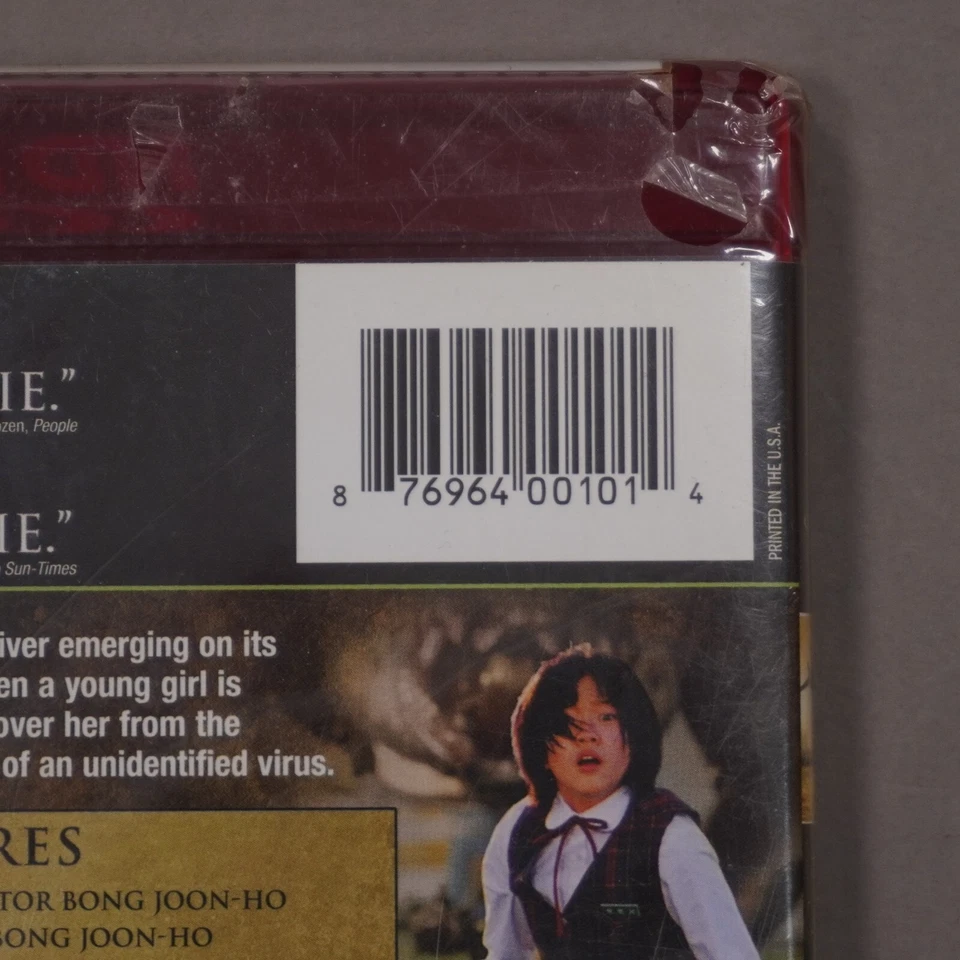 IE.”
zen, People
IE.”
Sun-Times
8 76964 00101 4
PRINTED IN THE U.S.A.
iver emerging on its
en a young girl is
over her from the
of an unidentified virus.
RES
TOR BONG JOON-HO
BONG JOON-HO